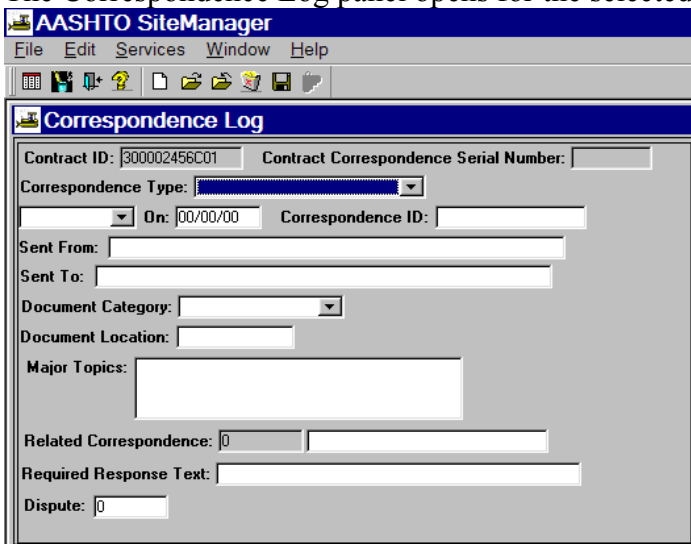 The Correspondence Log panel opens for the selected
AASHTO SiteManager
File Edit Services Window Help
Correspondence Log
Contract ID: 300002456C01 Contract Correspondence Serial Number:
Correspondence Type:
On: 00/00/00 Correspondence ID:
Sent From:
Sent To:
Document Category:
Document Location:
Major Topics:
Related Correspondence: 0
Required Response Text:
Dispute: 0